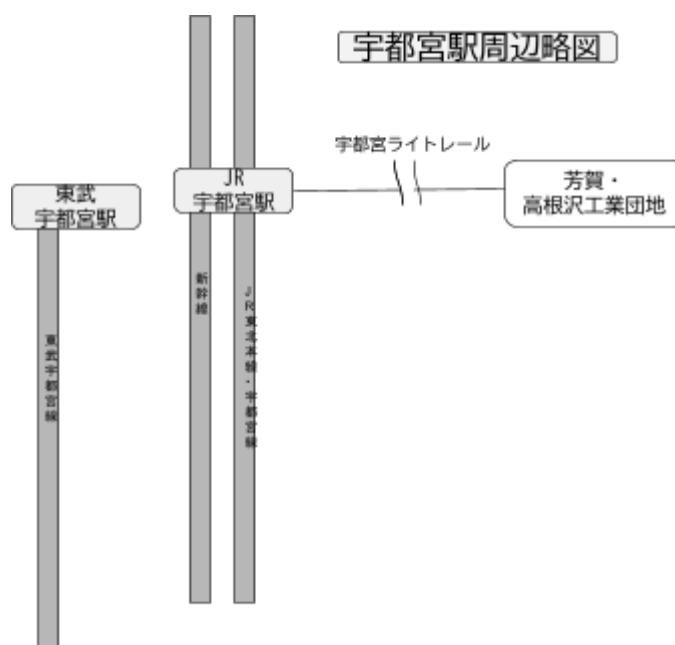 宇都宮駅周辺略図
宇都宮ライトレール
JR
宇都宮駅
東武
宇都宮駅
芳賀・
高根沢工業団地
新幹線
JR東北本線・宇都宮線
東武宇都宮線